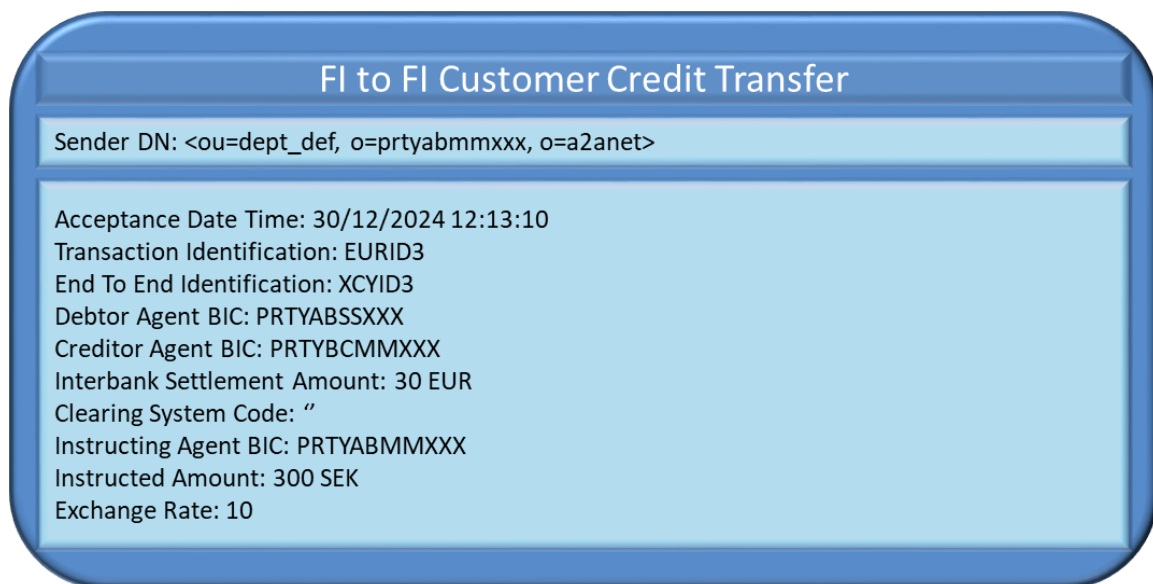 FI to FI Customer Credit Transfer
Sender DN: <ou=dept_def, o=prtyabmmxxx, o=a2anet>
Acceptance Date Time: 30/12/2024 12:13:10
Transaction Identification: EURID3
End To End Identification: XCYID3
Debtor Agent BIC: PRTYABSSXXX
Creditor Agent BIC: PRTYBCMMXXX
Interbank Settlement Amount: 30 EUR
Clearing System Code: ‘’
Instructing Agent BIC: PRTYABMMXXX
Instructed Amount: 300 SEK
Exchange Rate: 10